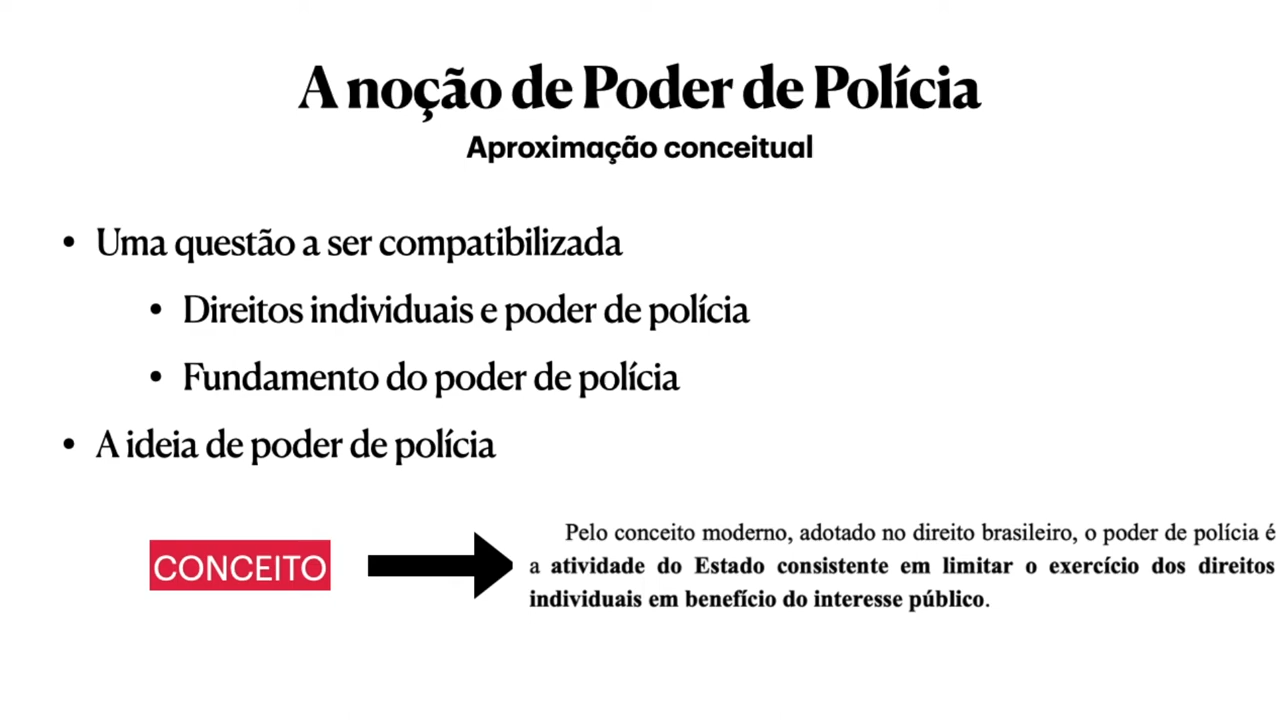 A noção de Poder de Polícia
Aproximação conceitual
• Uma questão a ser compatibilizada
• Direitos individuais e poder de polícia
• Fundamento do poder de polícia
• A ideia de poder de polícia
CONCEITO
Pelo conceito moderno, adotado no direito brasileiro, o poder de polícia é
a atividade do Estado consistente em limitar o exercício dos direitos
individuais em benefício do interesse público.